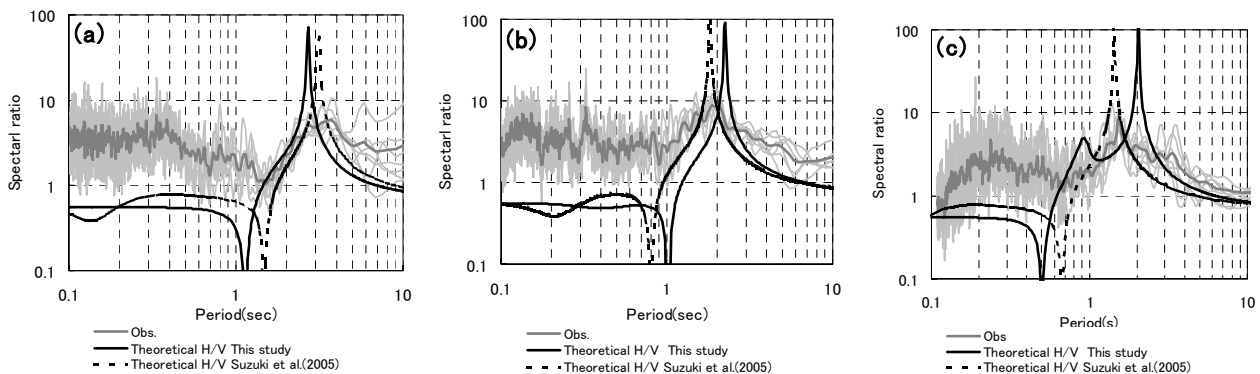 (a)
Spectarl ratio
100
10
1
0.1
0.1
1
10
Period(sec)
Obs.
Theoretical H/V This study
Theoretical H/V Suzuki et al.(2005)
(b)
Spectral ratio
100
10
1
0.1
0.1
1
10
Period(sec)
Obs.
Theoretical H/V This study
Theoretical H/V Suzuki et al.(2005)
(c)
Spectral ratio
100
10
1
0.1
0.1
1
10
Period(s)
Obs
Theoretical H/V This study
Theoretical H/V Suzuki et al.(2005)